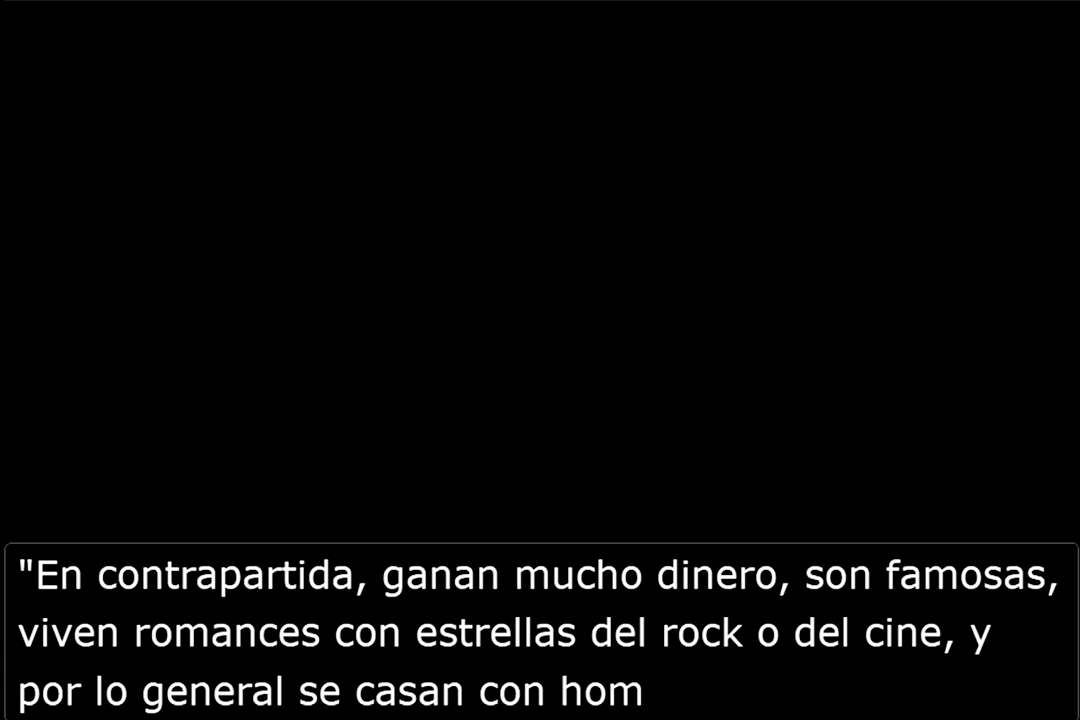 "En contrapartida, ganan mucho dinero, son famosas,
viven romances con estrellas del rock o del cine, y
por lo general se casan con hom